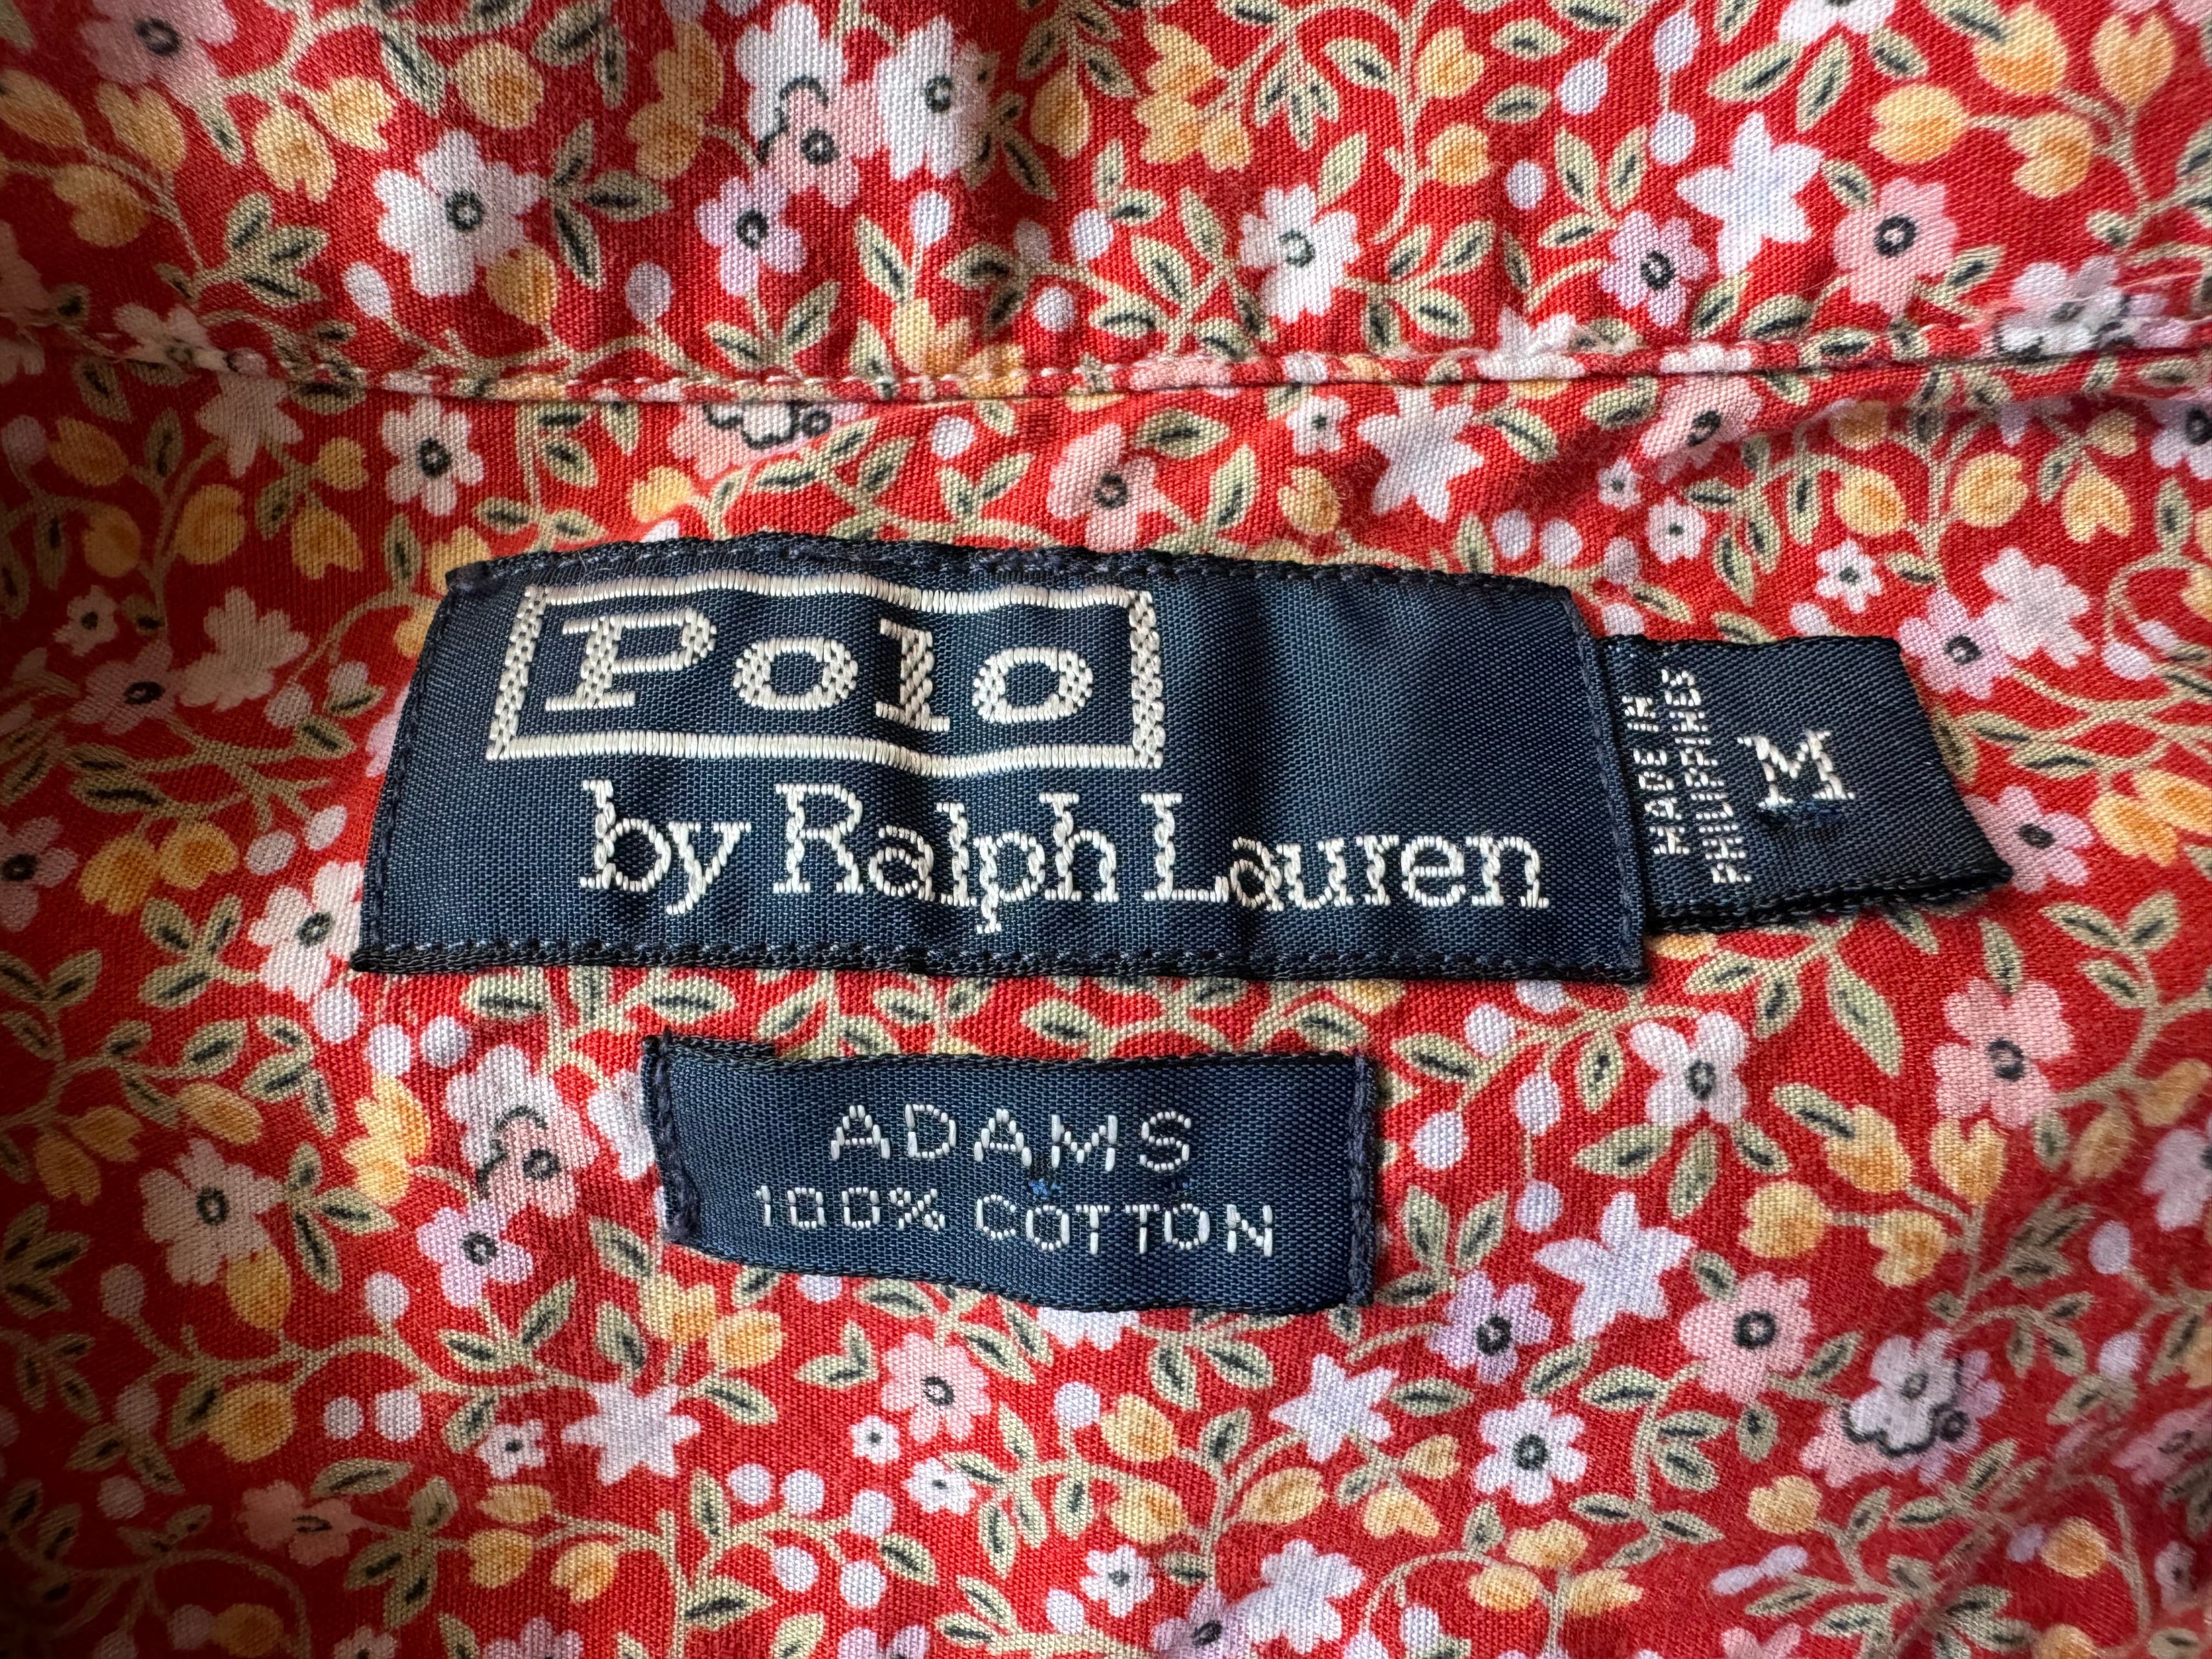 Polo
by Ralph Lauren
MADE IN
PHILIPPINES
M
ADAMS
100% COTTON